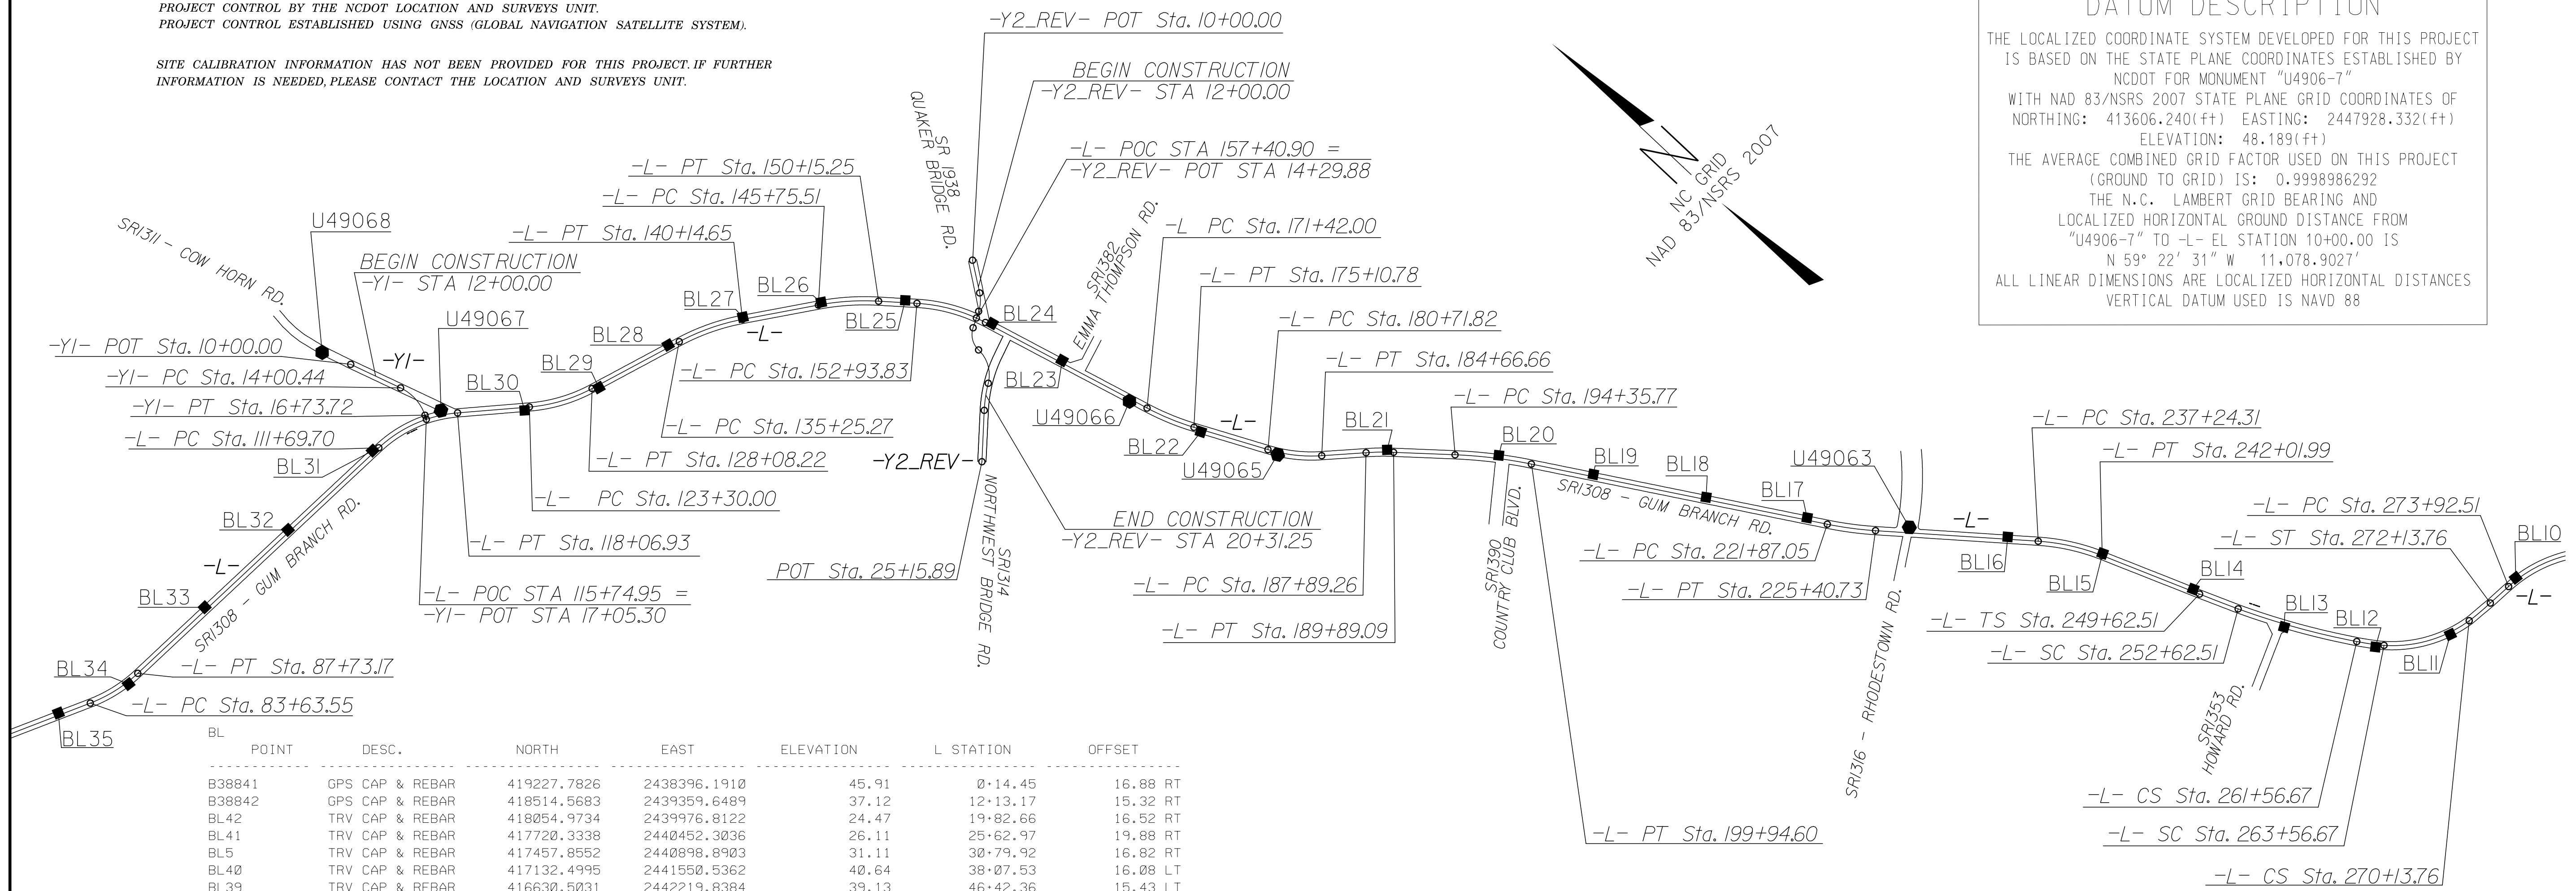 PROJECT CONTROL BY THE NCDOT LOCATION AND SURVEYS UNIT.
PROJECT CONTROL ESTABLISHED USING GNSS (GLOBAL NAVIGATION SATELLITE SYSTEM).
SITE CALIBRATION INFORMATION HAS NOT BEEN PROVIDED FOR THIS PROJECT. IF FURTHER
INFORMATION IS NEEDED, PLEASE CONTACT THE LOCATION AND SURVEYS UNIT.
DATUM DESCRIPTION
THE LOCALIZED COORDINATE SYSTEM DEVELOPED FOR THIS PROJECT
IS BASED ON THE STATE PLANE COORDINATES ESTABLISHED BY
NCDOT FOR MONUMENT "U4906-7"
WITH NAD 83/NSRS 2007 STATE PLANE GRID COORDINATES OF
NORTHING: 413606.240(ft) EASTING: 2447928.332(ft)
ELEVATION: 48.189(ft)
THE AVERAGE COMBINED GRID FACTOR USED ON THIS PROJECT
(GROUND TO GRID) IS: 0.9998986292
THE N.C. LAMBERT GRID BEARING AND
LOCALIZED HORIZONTAL GROUND DISTANCE FROM
"U4906-7" TO -L- EL STATION 10+00.00 IS
N 59° 22' 31" W 11,078.9027'
ALL LINEAR DIMENSIONS ARE LOCALIZED HORIZONTAL DISTANCES
VERTICAL DATUM USED IS NAVD 88
NC GRID
NAD 83/NSRS 2007
-Y2_REV- POT Sta. 10+00.00
BEGIN CONSTRUCTION
-Y2_REV- STA 12+00.00
-L- POC STA 157+40.90 =
-Y2_REV- POT STA 14+29.88
SR 1938
QUAKER BRIDGE RD.
-L- PT Sta. 150+15.25
-L- PC Sta. 145+75.51
-L- PT Sta. 140+14.65
SR1311 - COW HORN RD.
U49068
BEGIN CONSTRUCTION
-Y1- STA 12+00.00
U49067
-Y1- POT Sta. 10+00.00
-Y1-
-Y1- PC Sta. 14+00.44
-Y1- PT Sta. 16+73.72
-L- PC Sta. 111+69.70
BL31
BL30
BL29
BL28
BL27
BL26
-L-
BL25
BL24
-L- PC Sta. 152+93.83
-L- PC Sta. 135+25.27
-L- PT Sta. 128+08.22
-L- PC Sta. 123+30.00
-L- PT Sta. 118+06.93
-L- POC STA 115+74.95 =
-Y1- POT STA 17+05.30
BL32
-L-
BL33
SR1308 - GUM BRANCH RD.
BL34
-L- PT Sta. 87+73.17
-L- PC Sta. 83+63.55
BL35
SR1382
EMMA THOMPSON RD.
BL23
-L PC Sta. 171+42.00
-L- PT Sta. 175+10.78
-L- PC Sta. 180+71.82
-L- PT Sta. 184+66.66
U49066
BL22
-L-
U49065
BL21
-L- PC Sta. 194+35.77
BL20
-Y2_REV-
SR1314
NORTHWEST BRIDGE RD.
END CONSTRUCTION
-Y2_REV- STA 20+31.25
POT Sta. 25+15.89
-L- PC Sta. 187+89.26
-L- PT Sta. 189+89.09
SR1390
COUNTRY CLUB BLVD.
BL19
SR1308 - GUM BRANCH RD.
BL18
BL17
U49063
-L- PC Sta. 221+87.05
-L- PT Sta. 225+40.73
-L- PT Sta. 199+94.60
SR1316 - RHODESTOWN RD.
-L-
BL16
-L- PC Sta. 237+24.31
-L- PT Sta. 242+01.99
BL15
BL14
-L- TS Sta. 249+62.51
-L- SC Sta. 252+62.51
BL13
SR1353
HOWARD RD.
BL12
-L- PC Sta. 273+92.51
-L- ST Sta. 272+13.76
BL10
-L-
BL11
-L- CS Sta. 261+56.67
-L- SC Sta. 263+56.67
-L- CS Sta. 270+13.76
BL
POINT DESC. NORTH EAST ELEVATION L STATION OFFSET
B38841 GPS CAP & REBAR 419227.7826 2438396.1910 45.91 0+14.45 16.88 RT
B38842 GPS CAP & REBAR 418514.5683 2439359.6489 37.12 12+13.17 15.32 RT
BL42 TRV CAP & REBAR 418054.9734 2439976.8122 24.47 19+82.66 16.52 RT
BL41 TRV CAP & REBAR 417720.3338 2440452.3036 26.11 25+62.97 19.88 RT
BL5 TRV CAP & REBAR 417457.8552 2440898.8903 31.11 30+79.92 16.82 RT
BL40 TRV CAP & REBAR 417132.4995 2441550.5362 40.64 38+07.53 16.08 LT
BL39 TRV CAP & REBAR 416630.5031 2442219.8384 39.13 46+42.36 15.43 LT